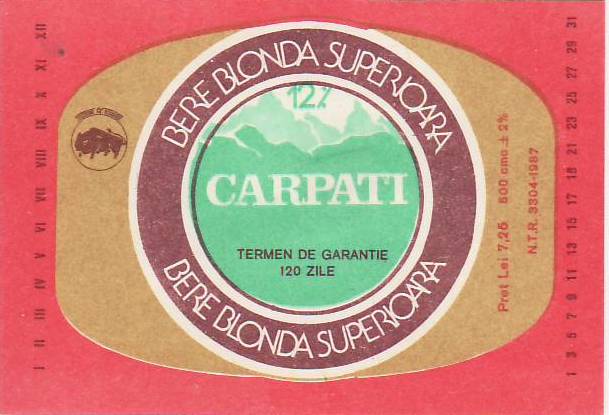 BERE BLONDA SUPERIOARA
12%
CARPATI
TERMEN DE GARANTIE
120 ZILE
BERE BLONDA SUPERIOARA
Pret Lei 7,25 500 cmc ± 2%
N.T.R. 3304-1987
I II III IV V VI VII VIII XI X IX XII
1 3 5 7 9 11 13 15 17 18 21 23 25 27 29 31